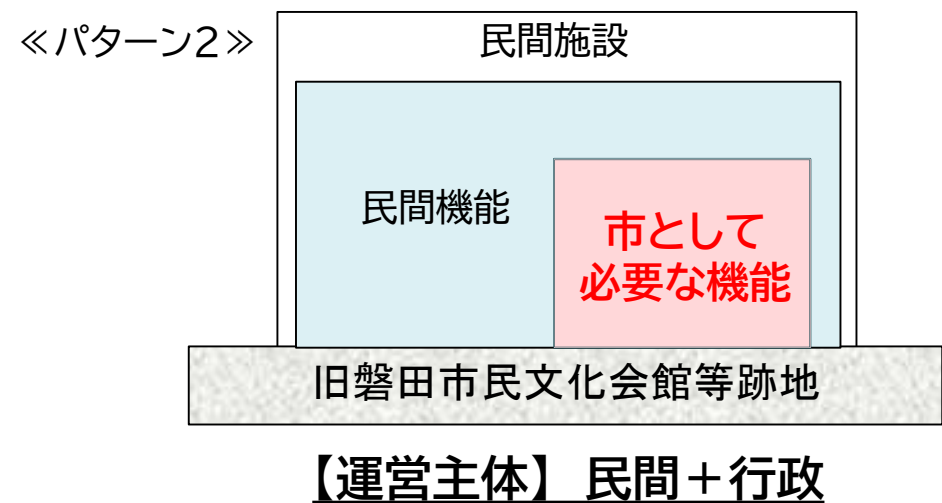 ≪パターン2≫
民間施設
民間機能
市として
必要な機能
旧磐田市民文化会館等跡地
【運営主体】 民間＋行政